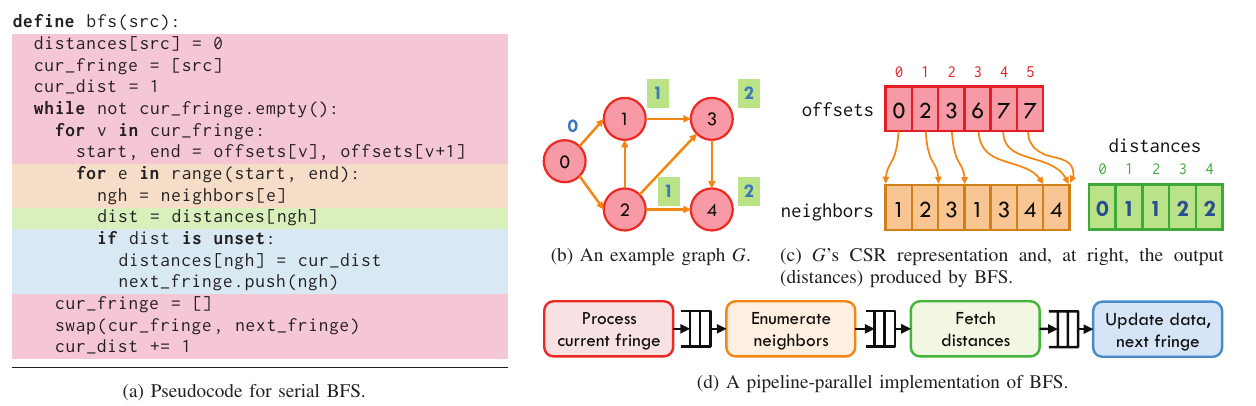 define bfs(src):
distances[src] = 0
cur_fringe = [src]
cur_dist = 1
while not cur_fringe.empty():
for v in cur_fringe:
start, end = offsets[v], offsets[v+1]
for e in range(start, end):
ngh = neighbors[e]
dist = distances[ngh]
if dist is unset:
distances[ngh] = cur_dist
next_fringe.push(ngh)
cur_fringe = []
swap(cur_fringe, next_fringe)
cur_dist += 1
(a) Pseudocode for serial BFS.
0
1
2
1
3
0
2
4
1
2
(b) An example graph G.
0 1 2 3 4 5
offsets 0 2 3 6 7 7
neighbors 1 2 3 1 3 4 4
distances
0 1 2 3 4
0 1 1 2 2
(c) G's CSR representation and, at right, the output
(distances) produced by BFS.
Process
current fringe
Enumerate
neighbors
Fetch
distances
Update data,
next fringe
(d) A pipeline-parallel implementation of BFS.